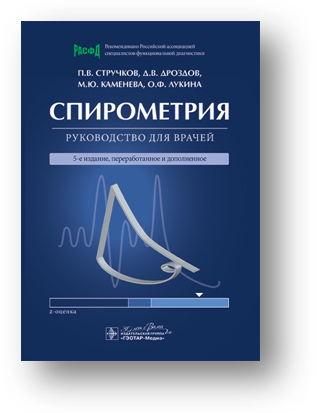 РАСФД
Рекомендовано Российской ассоциацией
специалистов функциональной диагностики
П.В. СТРУЧКОВ, Д.В. ДРОЗДОВ,
М.Ю. КАМЕНЕВА, О.Ф. ЛУКИНА
СПИРОМЕТРИЯ
РУКОВОДСТВО ДЛЯ ВРАЧЕЙ
5-е издание, переработанное и дополненное
z-оценка
ИЗДАТЕЛЬСКАЯ ГРУППА
«ГЭОТАР-Медиа»